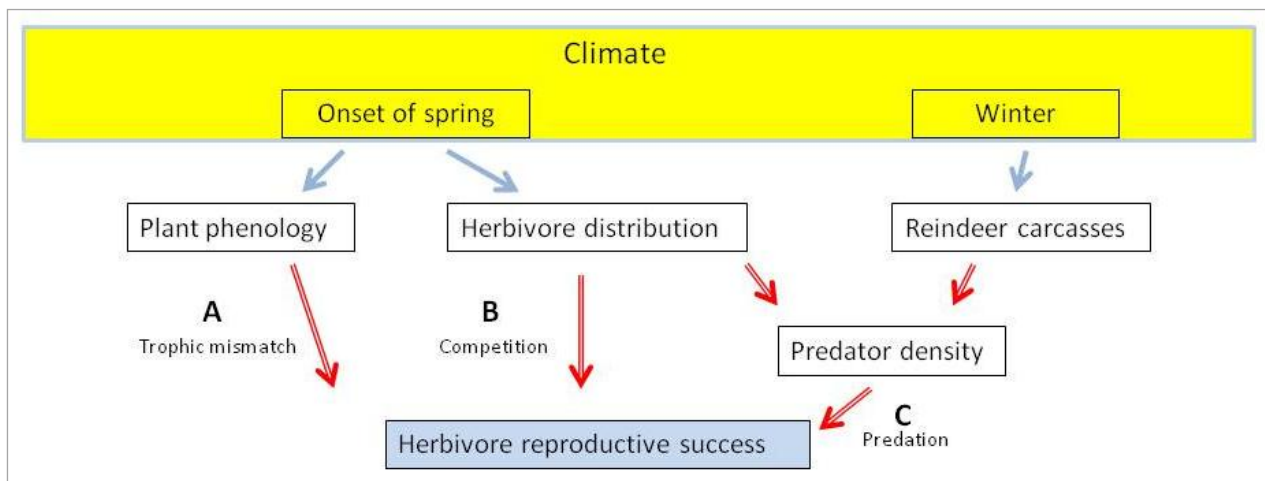 Climate
Onset of spring
Winter
Plant phenology
Herbivore distribution
Reindeer carcasses
A
Trophic mismatch
B
Competition
Predator density
C
Predation
Herbivore reproductive success